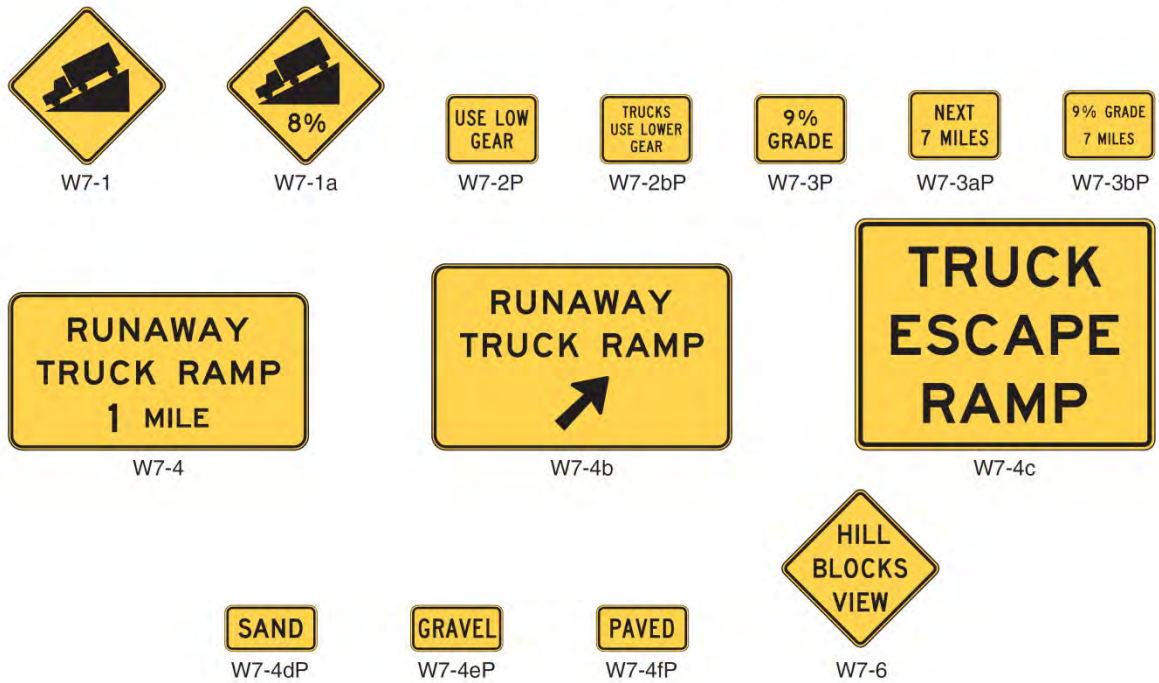 8%
W7-1
W7-1a
USE LOW
GEAR
W7-2P
TRUCKS
USE LOWER
GEAR
W7-2bP
9%
GRADE
W7-3P
NEXT
7 MILES
W7-3aP
9% GRADE
7 MILES
W7-3bP
RUNAWAY
TRUCK RAMP
1 MILE
W7-4
RUNAWAY
TRUCK RAMP
W7-4b
TRUCK
ESCAPE
RAMP
W7-4c
SAND
W7-4dP
GRAVEL
W7-4eP
PAVED
W7-4fP
HILL
BLOCKS
VIEW
W7-6